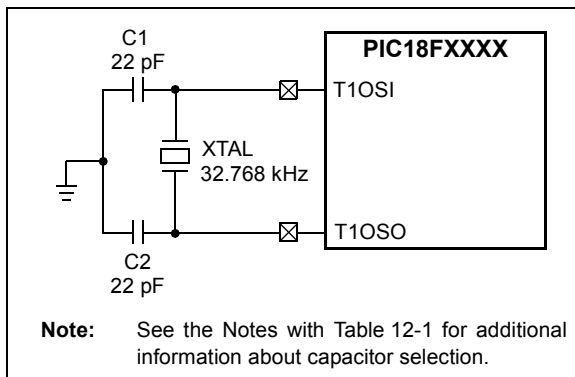 C1
22 pF
PIC18FXXXX
T1OSI
XTAL
32.768 kHz
T1OSO
C2
22 pF
Note: See the Notes with Table 12-1 for additional
information about capacitor selection.